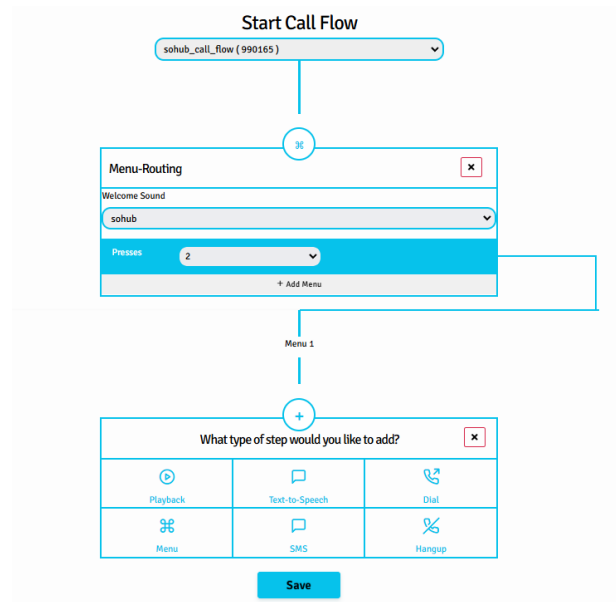 Start Call Flow
sohub_call_flow ( 990165 )
Menu-Routing
Welcome Sound
sohub
Presses 2
+ Add Menu
Menu 1
What type of step would you like to add?
Playback Text-to-Speech Dial
Menu SMS Hangup
Save